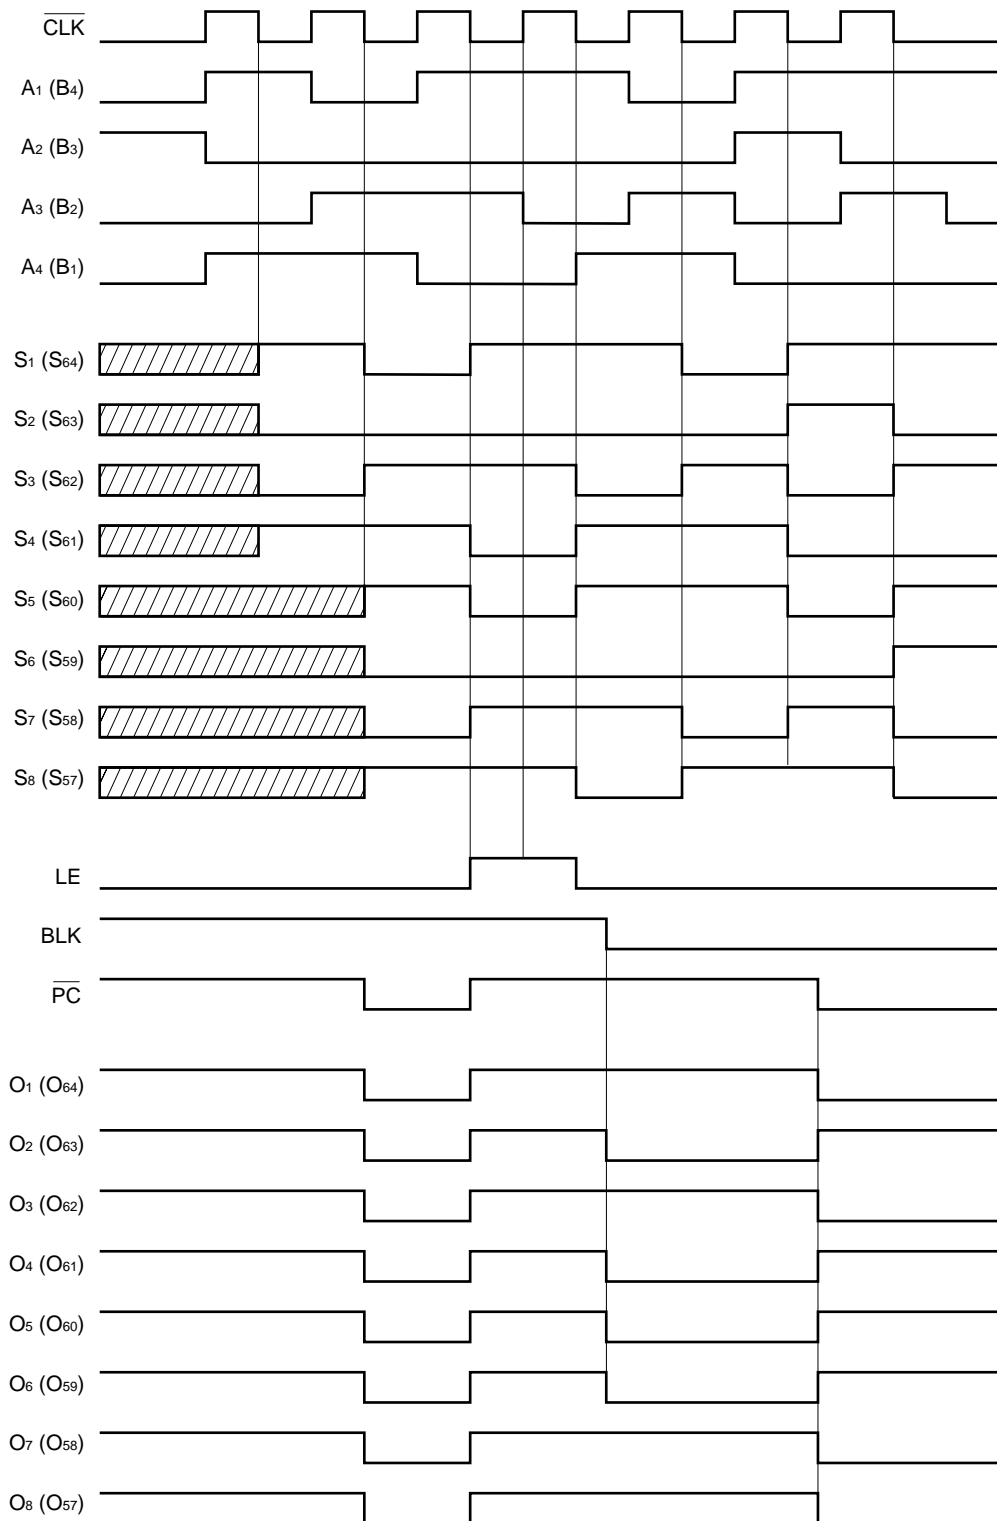 CLK
A1 (B4)
A2 (B3)
A3 (B2)
A4 (B1)
S1 (S64)
S2 (S63)
S3 (S62)
S4 (S61)
S5 (S60)
S6 (S59)
S7 (S58)
S8 (S57)
LE
BLK
PC
O1 (O64)
O2 (O63)
O3 (O62)
O4 (O61)
O5 (O60)
O6 (O59)
O7 (O58)
O8 (O57)